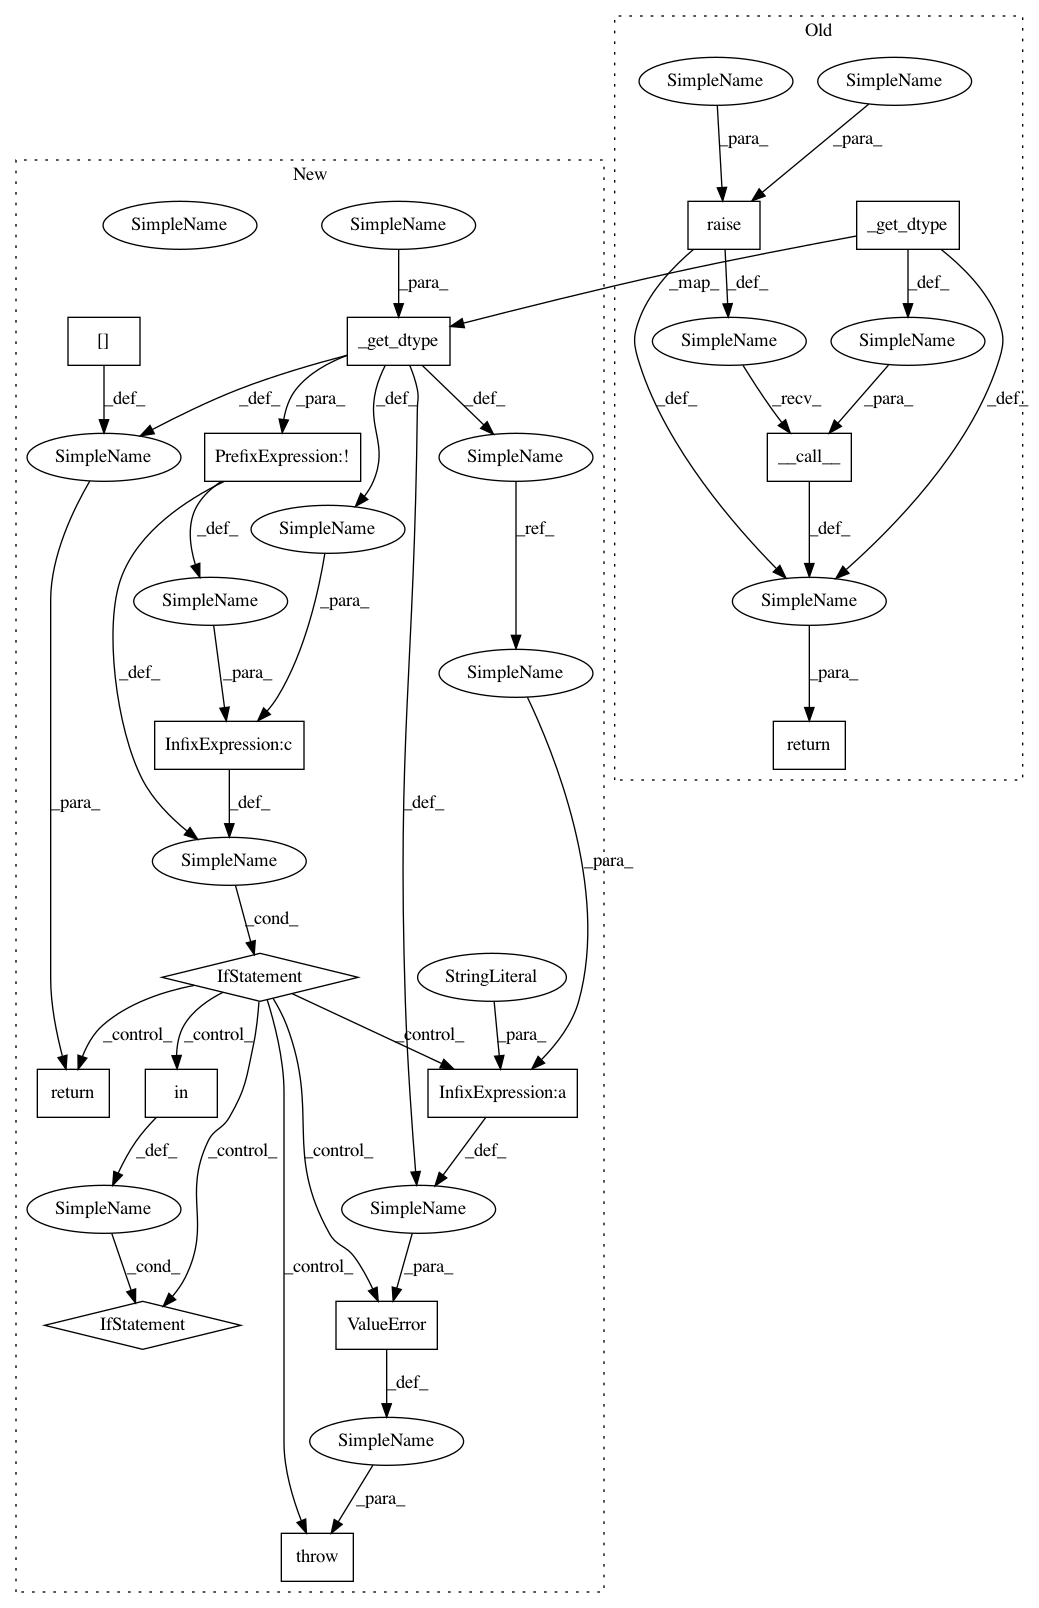 Old
SimpleName
SimpleName
_para_
_para_
New
SimpleName
SimpleName
raise
_get_dtype
_para_
_map_
_def_
_def_
[]
_get_dtype
SimpleName
SimpleName
_def_
_def_
_para_
_def_
_def_
_def_
_recv_
_para_
_def_
SimpleName
PrefixExpression:!
SimpleName
__call__
_def_
SimpleName
_ref_
_def_
SimpleName
_para_
SimpleName
_def_
_para_
SimpleName
_para_
InfixExpression:c
return
_para_
_def_
_def_
SimpleName
_para_
_cond_
IfStatement
StringLiteral
_control_
_control_
_control_
_para_
return
in
InfixExpression:a
_def_
_control_
_control_
_def_
SimpleName
SimpleName
_cond_
_control_
_para_
IfStatement
ValueError
_def_
SimpleName
_para_
throw